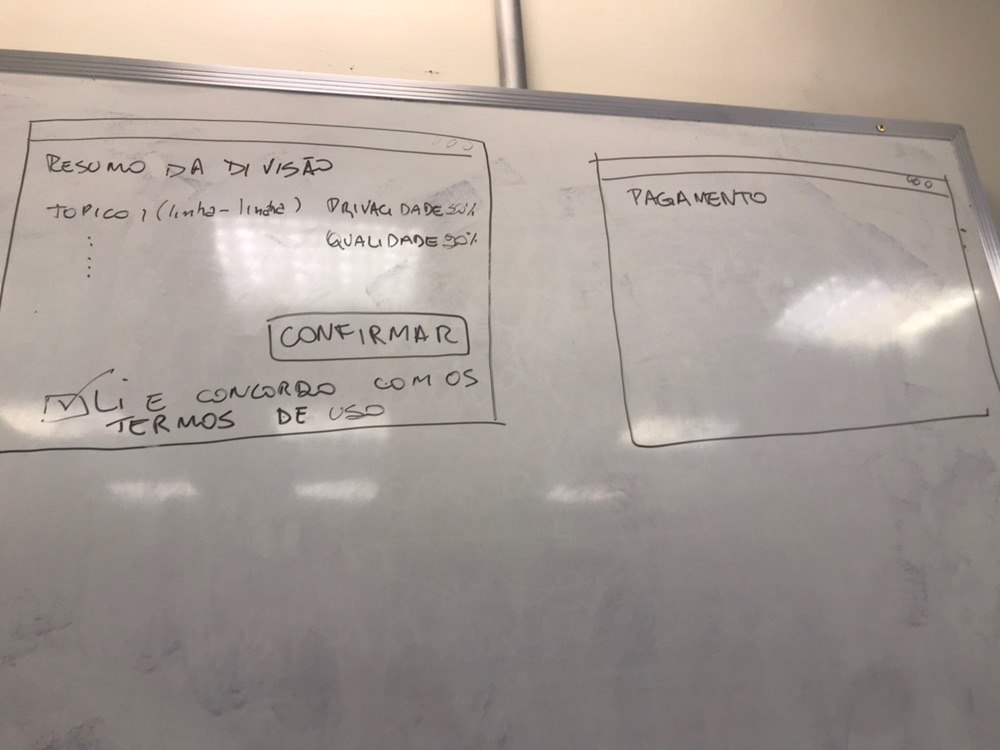 RESUMO DA DIVISÃO
TOPICO 1 (linha-linha) PRIVACIDADE 50%
QUALIDADE 50%
CONFIRMAR
Li E CONCORDO COM OS
TERMOS DE USO
PAGAMENTO